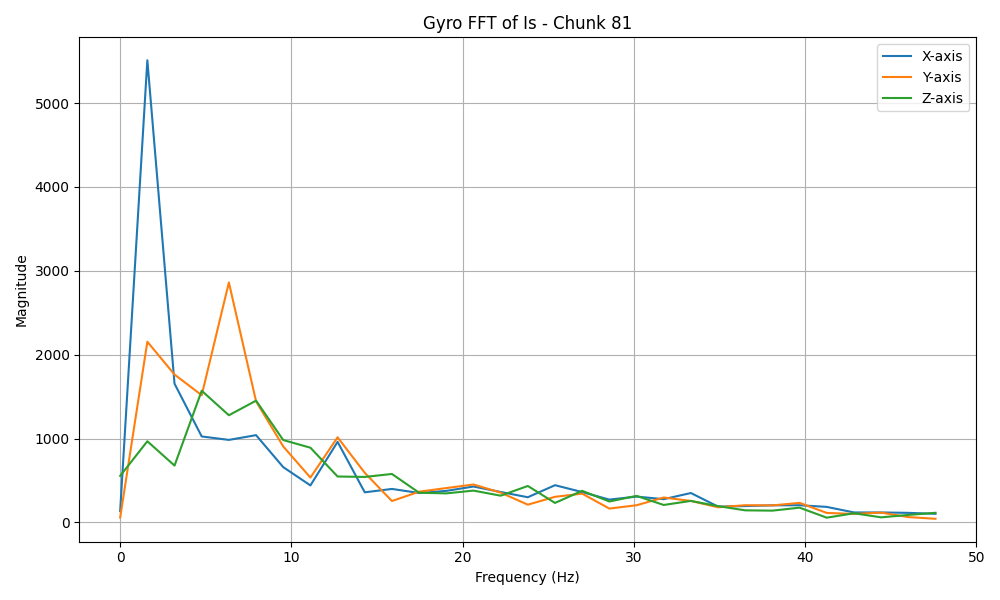 Gyro FFT of Is - Chunk 81
X-axis
Y-axis
Z-axis
Magnitude
5000
4000
3000
2000
1000
0
0 10 20 30 40 50
Frequency (Hz)